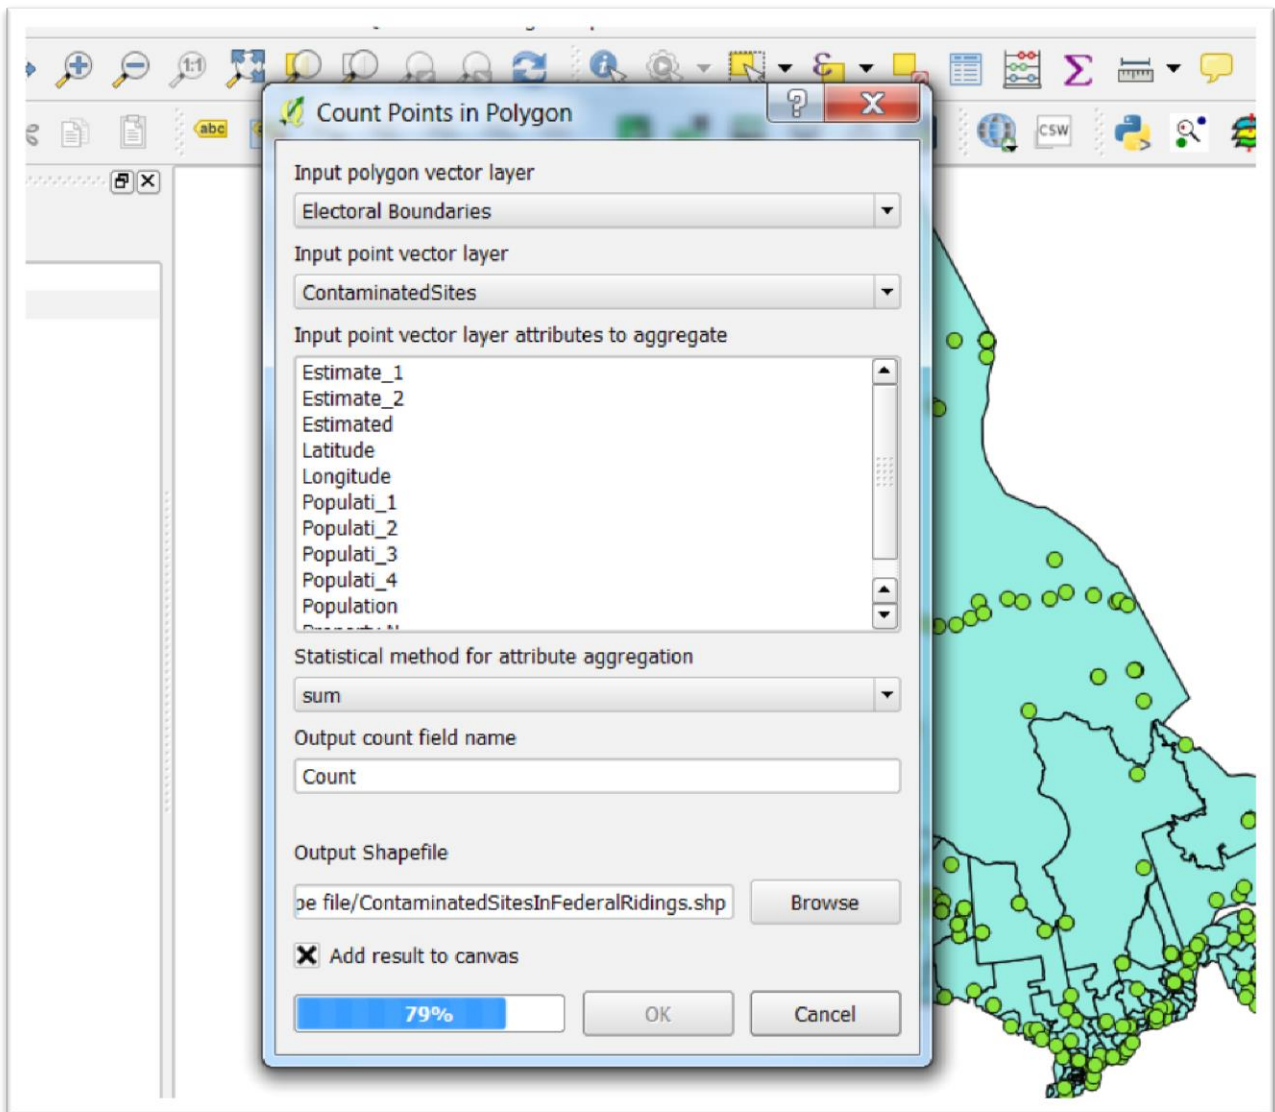 1:1
abc
CSW
Count Points in Polygon
?
X
Input polygon vector layer
Electoral Boundaries
Input point vector layer
ContaminatedSites
Input point vector layer attributes to aggregate
Estimate_1
Estimate_2
Estimated
Latitude
Longitude
Populati_1
Populati_2
Populati_3
Populati_4
Population
Statistical method for attribute aggregation
sum
Output count field name
Count
Output Shapefile
pe file/ContaminatedSitesInFederalRidings.shp
Browse
Add result to canvas
79%
OK
Cancel